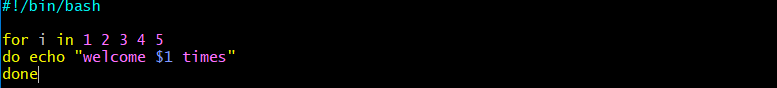 #!/bin/bash
for i in 1 2 3 4 5
do echo "welcome $1 times"
done